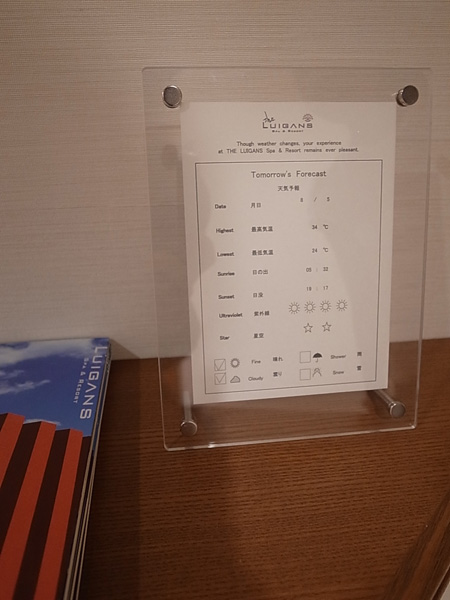 The
LUIGANS
SPA & RESORT
Though weather changes, your experience
at THE LUIGANS Spa & Resort remains ever pleasant.
Tomorrow's Forecast
天気予報
Date 月日 8 / 5
Highest 最高気温 34 ℃
Lowest 最低気温 24 ℃
Sunrise 日の出 05 : 32
Sunset 日没 19 : 17
Ultraviolet 紫外線
Star 星空
Fine 晴れ Shower 雨
Cloudy 曇り Snow 雪
LUIGANS
SPA & RESORT